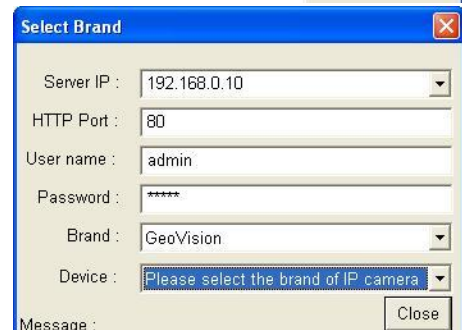 Select Brand
Server IP : 192.168.0.10
HTTP Port : 80
User name : admin
Password : *****
Brand : GeoVision
Device : Please select the brand of IP camera
Message :
Close